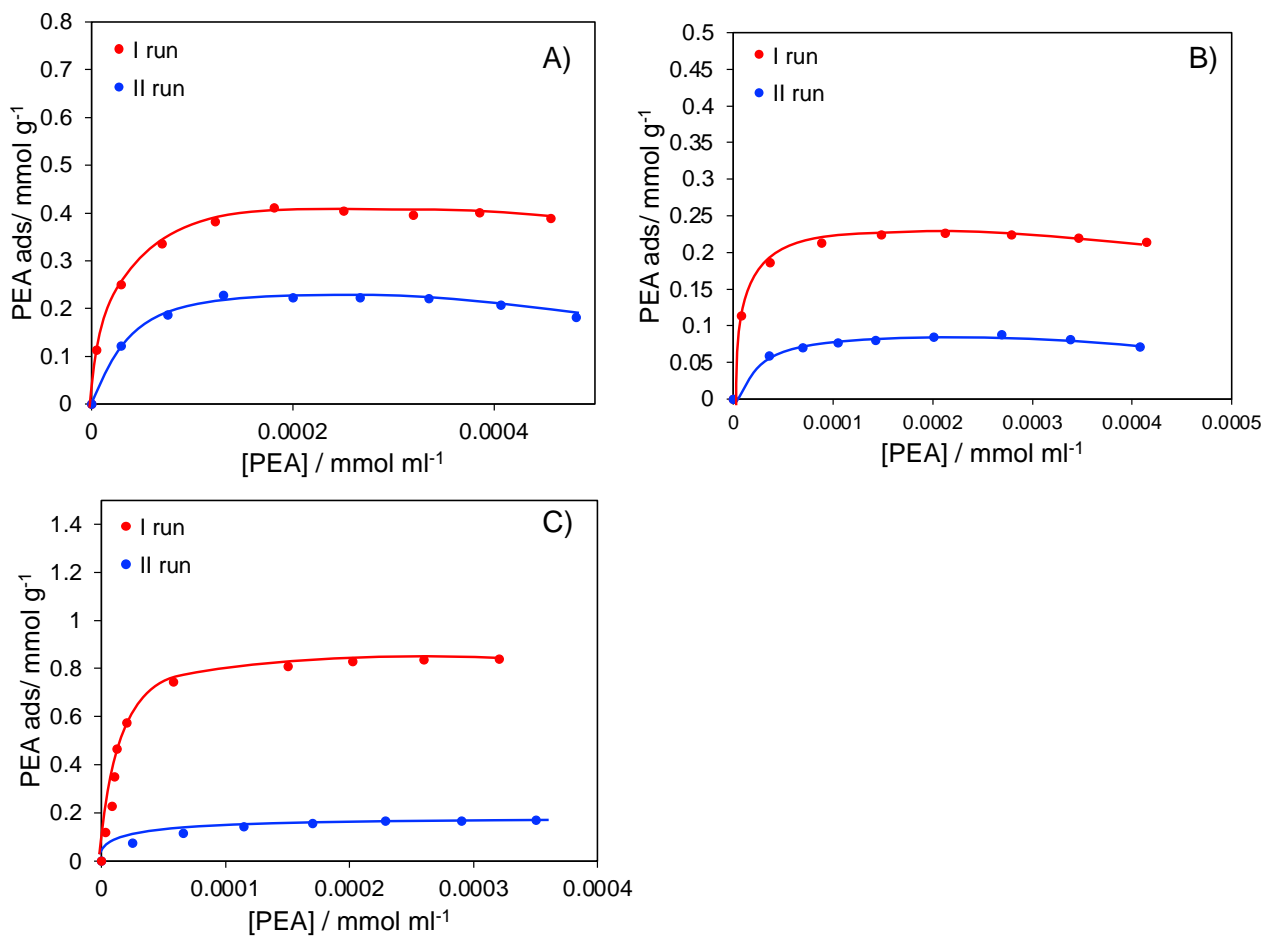 A)
I run
II run
0.8
0.7
0.6
0.5
0.4
0.3
0.2
0.1
0
PEA ads/ mmol g-1
0 0.0002 0.0004
[PEA] / mmol ml-1
B)
I run
II run
0.5
0.45
0.4
0.35
0.3
0.25
0.2
0.15
0.1
0.05
0
PEA ads/ mmol g-1
0 0.0001 0.0002 0.0003 0.0004 0.0005
[PEA] / mmol ml-1
C)
I run
II run
1.4
1.2
1
0.8
0.6
0.4
0.2
0
PEA ads/ mmol g-1
0 0.0001 0.0002 0.0003 0.0004
[PEA] / mmol ml-1